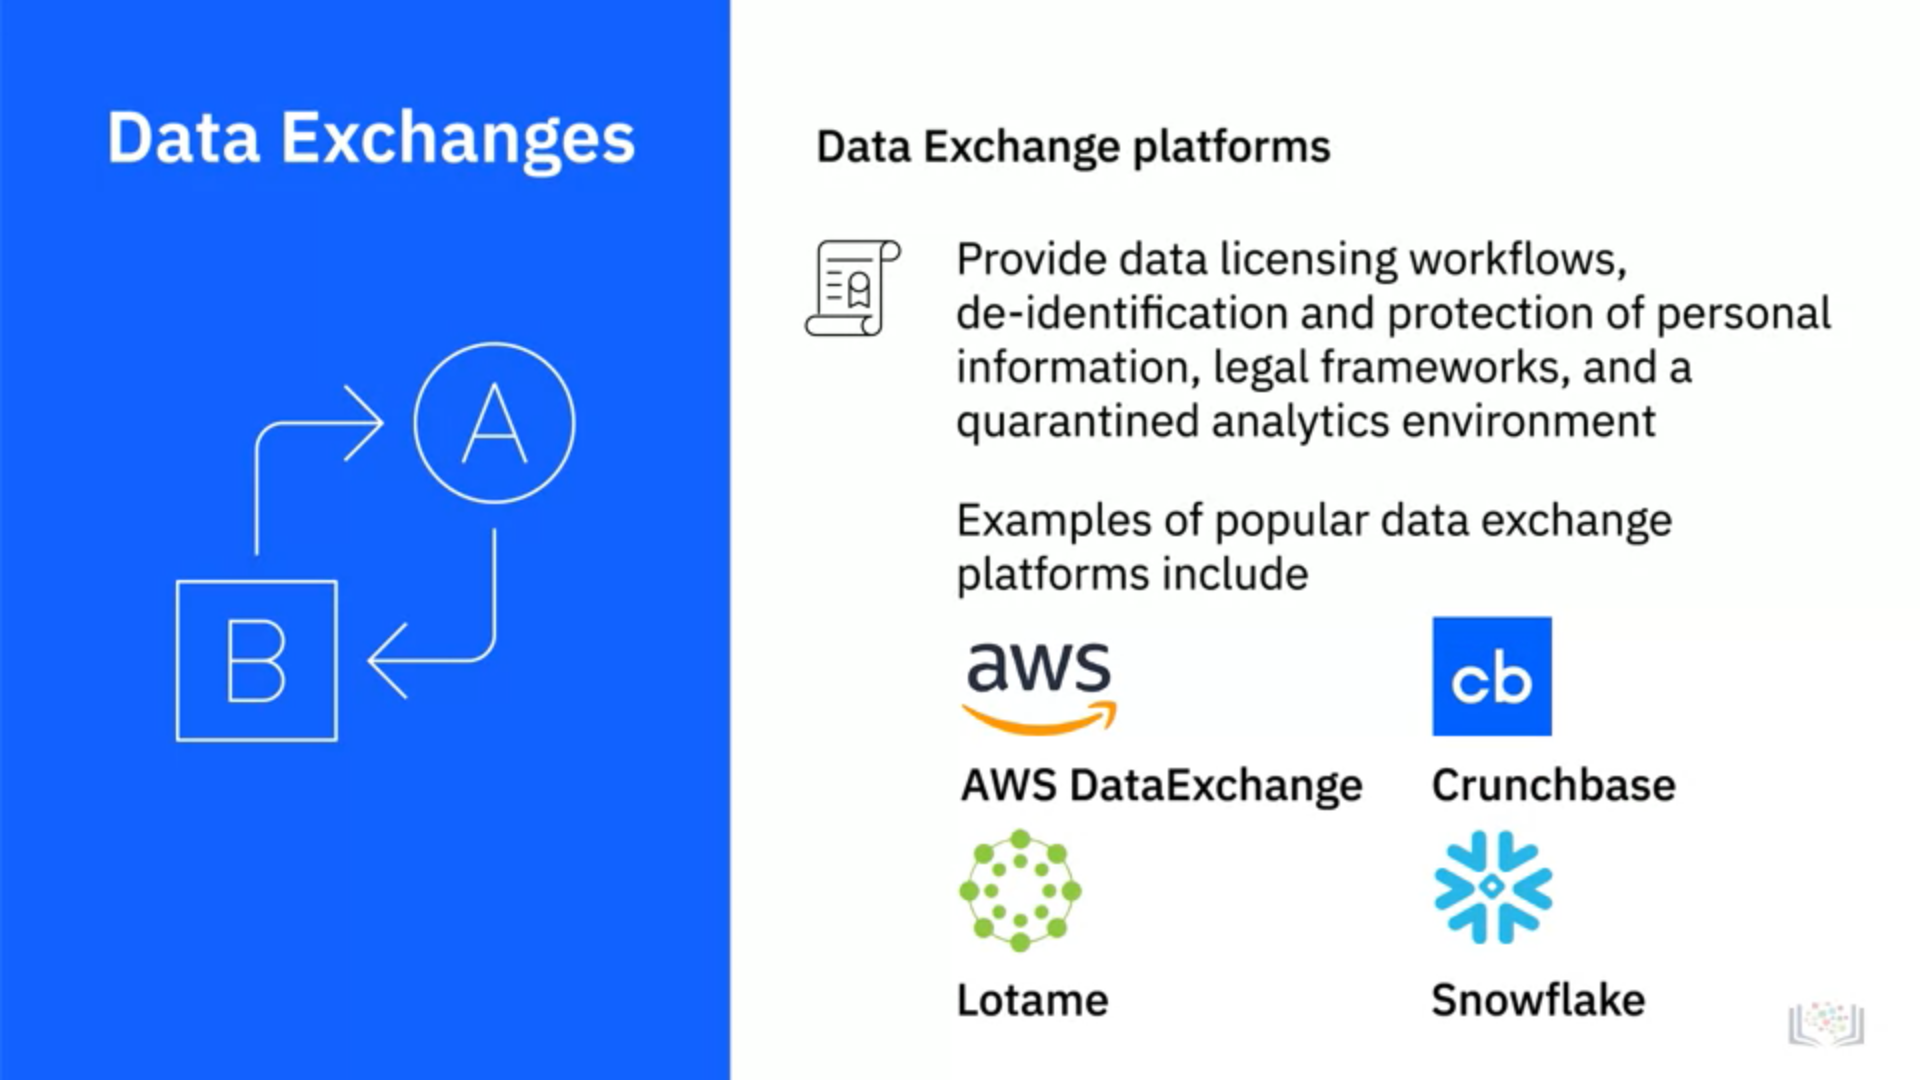 Data Exchanges
A
B
Data Exchange platforms
Provide data licensing workflows,
de-identification and protection of personal
information, legal frameworks, and a
quarantined analytics environment
Examples of popular data exchange
platforms include
aws
cb
AWS DataExchange
Crunchbase
Lotame
Snowflake